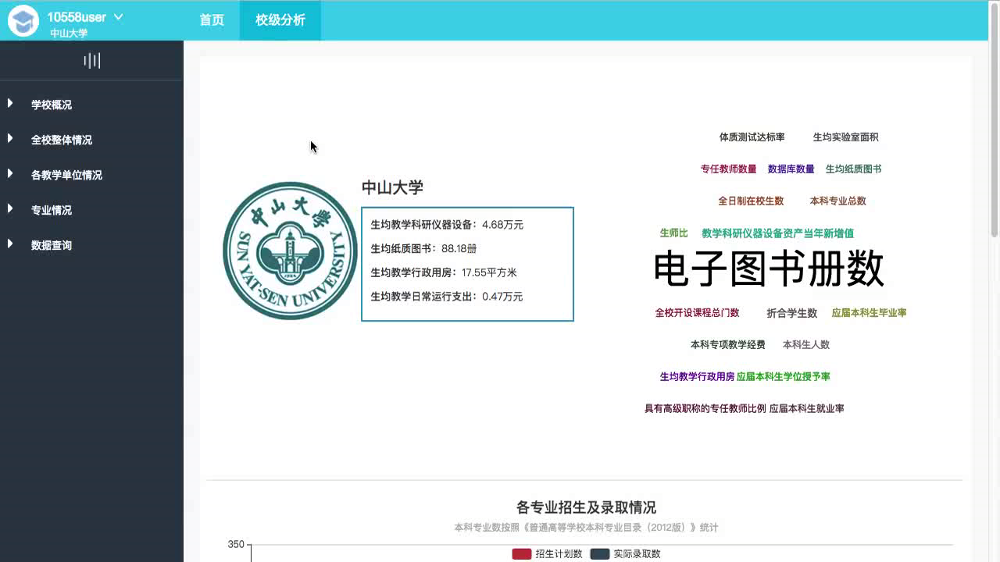 10558user
中山大学
首页
校级分析
学校概况
全校整体情况
各教学单位情况
专业情况
数据查询
中山大学
SUN YAT-SEN UNIVERSITY
中山大学
生均教学科研仪器设备：4.68万元
生均纸质图书：88.18册
生均教学行政用房：17.55平方米
生均教学日常运行支出：0.47万元
体质测试达标率 生均实验室面积
专任教师数量 数据库数量 生均纸质图书
全日制在校生数 本科专业总数
生师比 教学科研仪器设备资产当年新增值
电子图书册数
全校开设课程总门数 折合学生数 应届本科生毕业率
本科专项教学经费 本科生人数
生均教学行政用房 应届本科生学位授予率
具有高级职称的专任教师比例 应届本科生就业率
各专业招生及录取情况
本科专业数按照《普通高等学校本科专业目录（2012版）》统计
350
招生计划数 实际录取数